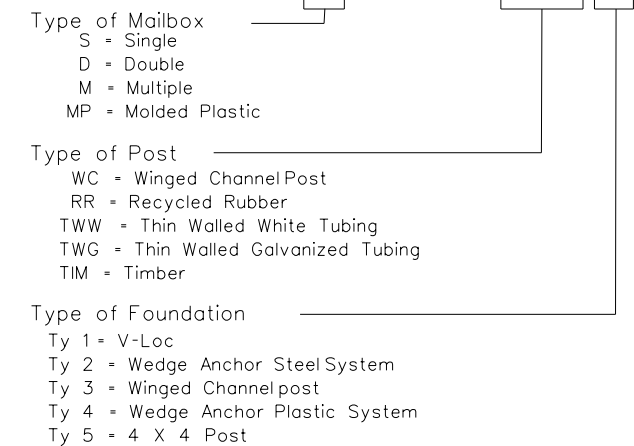 Type of Mailbox
S = Single
D = Double
M = Multiple
MP = Molded Plastic
Type of Post
WC = Winged Channel Post
RR = Recycled Rubber
TWW = Thin Walled White Tubing
TWG = Thin Walled Galvanized Tubing
TIM = Timber
Type of Foundation
Ty 1 = V-Loc
Ty 2 = Wedge Anchor Steel System
Ty 3 = Winged Channel post
Ty 4 = Wedge Anchor Plastic System
Ty 5 = 4 X 4 Post